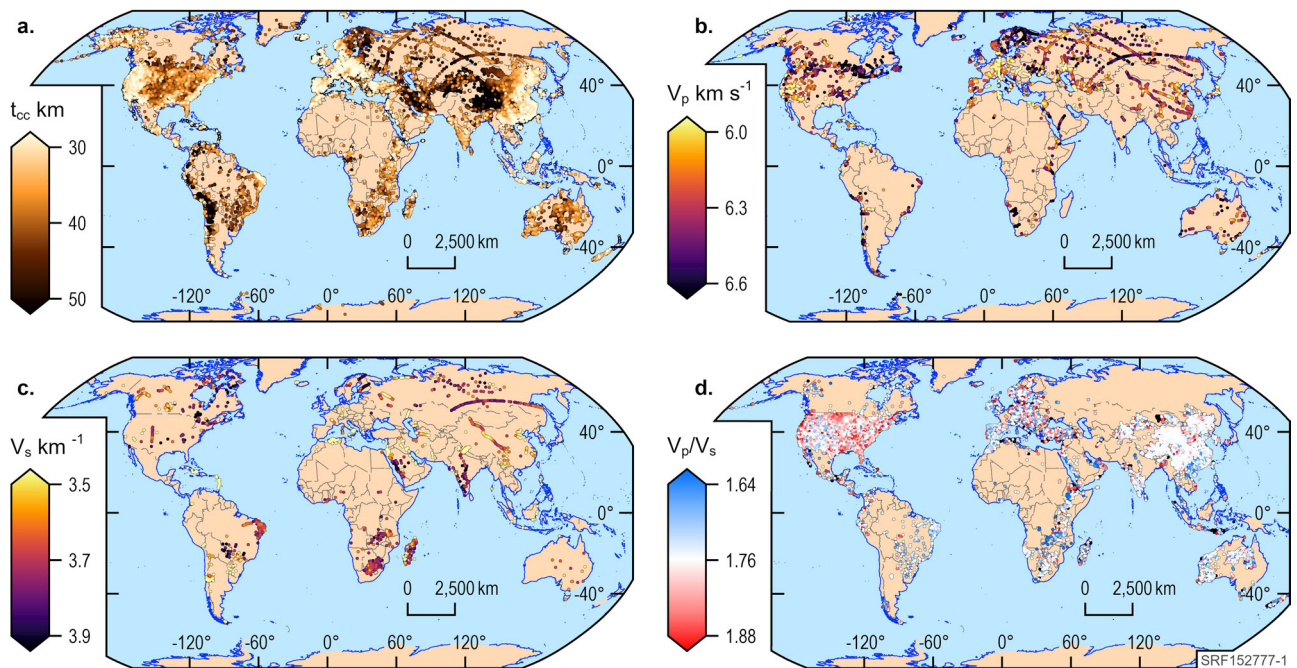 a.
t_cc km
30
40
50
40°
0°
-40°
0 2,500 km
-120° -60° 0° 60° 120°
b.
V_p km s⁻¹
6.0
6.3
6.6
40°
0°
-40°
0 2,500 km
-120° -60° 0° 60° 120°
c.
V_s km⁻¹
3.5
3.7
3.9
40°
0°
-40°
0 2,500 km
-120° -60° 0° 60° 120°
d.
V_p/V_s
1.64
1.76
1.88
40°
0°
-40°
0 2,500 km
-120° -60° 0° 60° 120°
SRF152777-1